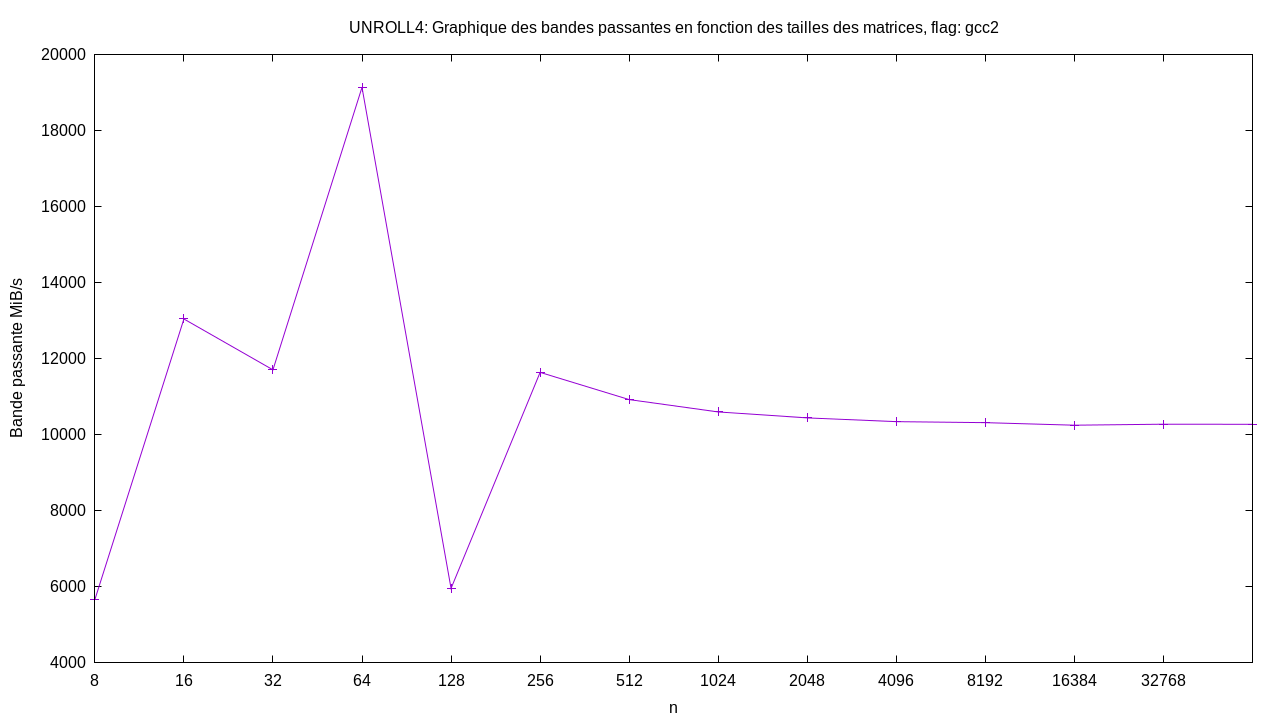 UNROLL4: Graphique des bandes passantes en fonction des tailles des matrices, flag: gcc2
20000
18000
16000
14000
12000
10000
8000
6000
4000
Bande passante MiB/s
8 16 32 64 128 256 512 1024 2048 4096 8192 16384 32768
n